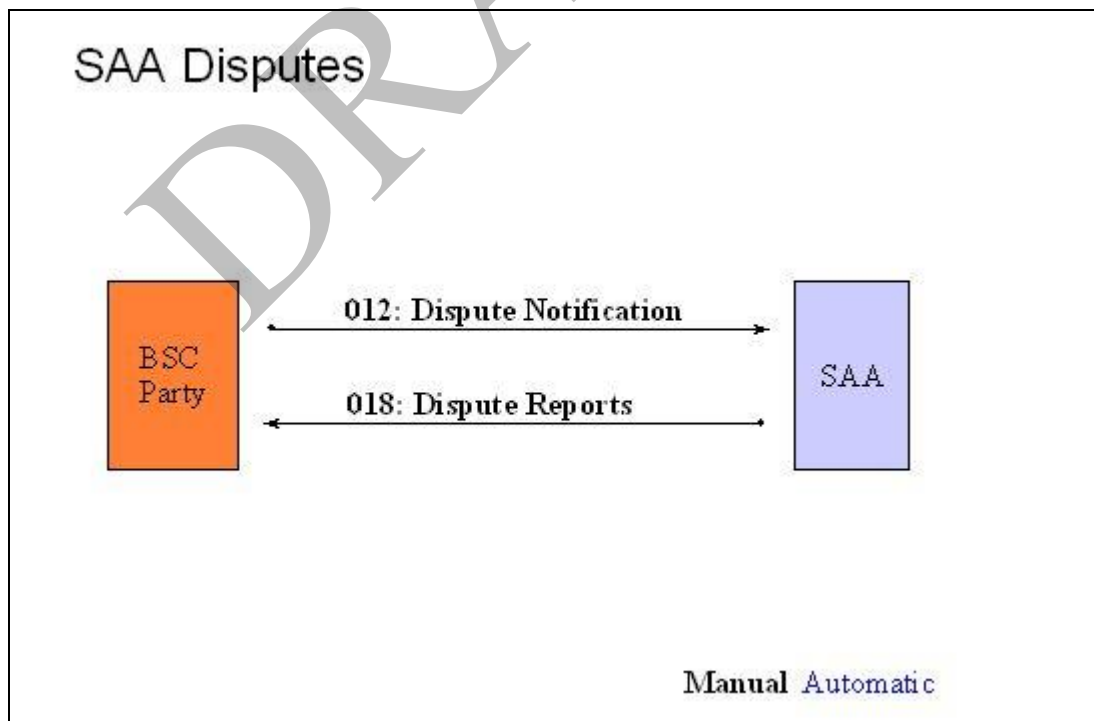 SAA Disputes
012: Dispute Notification
BSC
Party
SAA
018: Dispute Reports
Manual Automatic